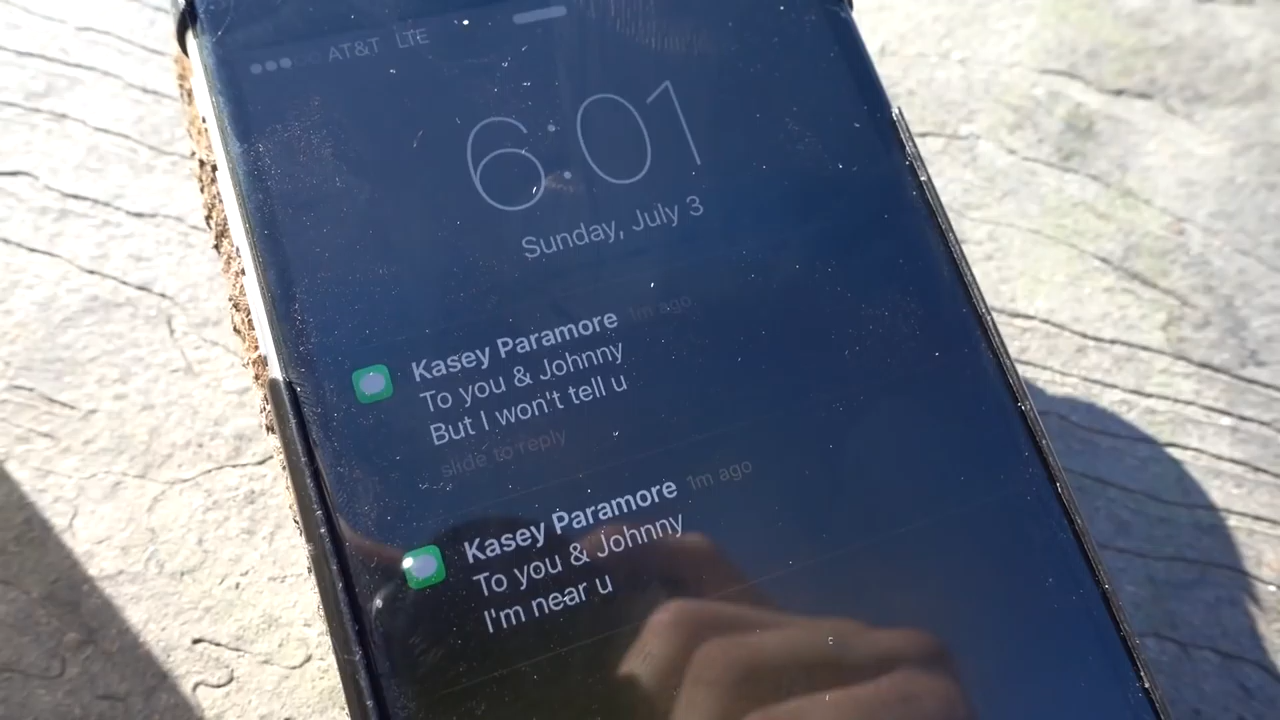 AT&T LTE
6:01
Sunday, July 3
Kasey Paramore 1m ago
To you & Johnny
But I won't tell u
slide to reply
Kasey Paramore 1m ago
To you & Johnny
I'm near u